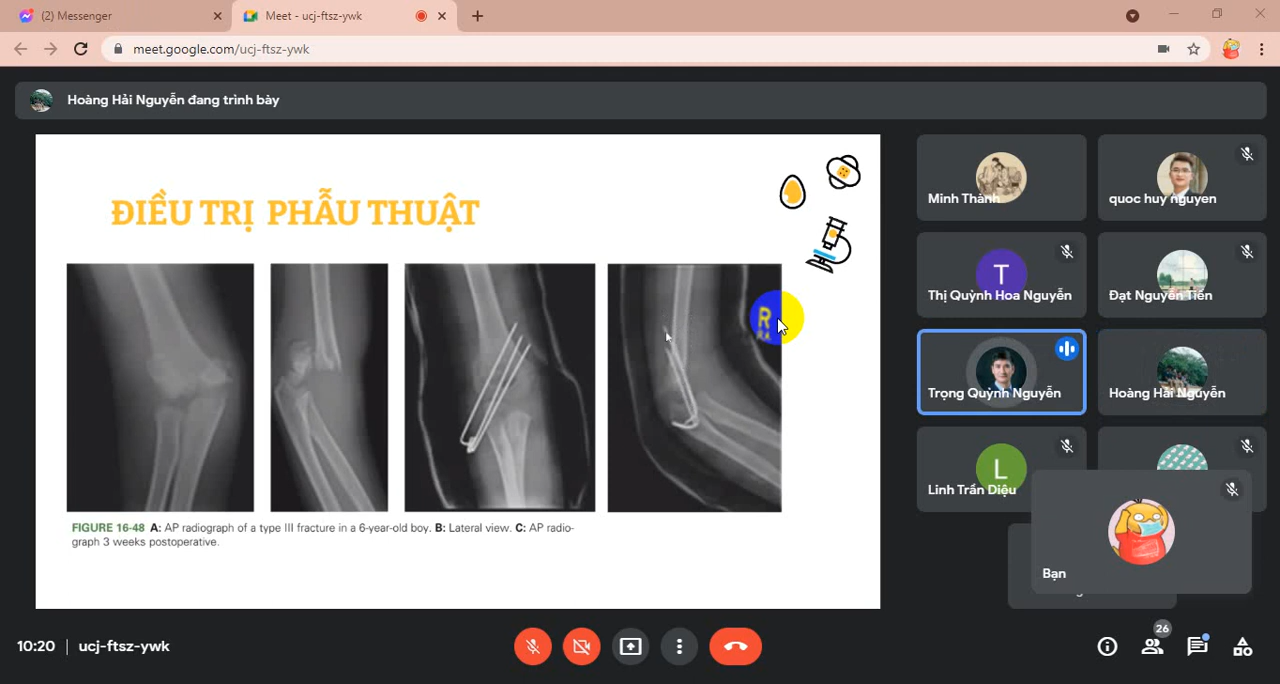 (2) Messenger
Meet - ucj-ftsz-ywk
meet.google.com/ucj-ftsz-ywk
Hoàng Hải Nguyễn đang trình bày
ĐIỀU TRỊ PHẪU THUẬT
R
FIGURE 16-48 A: AP radiograph of a type III fracture in a 6-year-old boy. B: Lateral view. C: AP radio-
graph 3 weeks postoperative.
Minh Thành
quoc huy nguyen
T
Thị Quỳnh Hoa Nguyễn
Đạt Nguyễn Tiến
Trọng Quỳnh Nguyễn
Hoàng Hải Nguyễn
L
Linh Trần Diệu
Bạn
10:20 | ucj-ftsz-ywk
26